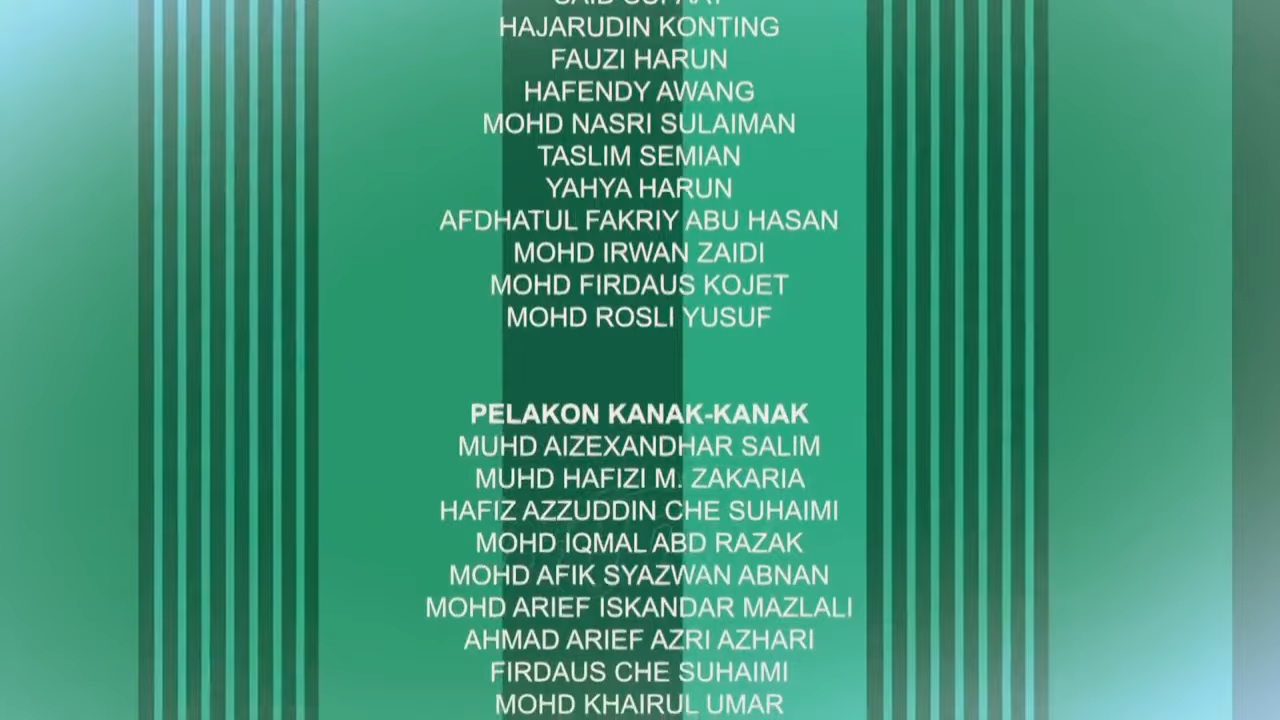 HAJARUDIN KONTING
FAUZI HARUN
HAFENDY AWANG
MOHD NASRI SULAIMAN
TASLIM SEMIAN
YAHYA HARUN
AFDHATUL FAKRIY ABU HASAN
MOHD IRWAN ZAIDI
MOHD FIRDAUS KOJET
MOHD ROSLI YUSUF
PELAKON KANAK-KANAK
MUHD AIZEXANDHAR SALIM
MUHD HAFIZI M. ZAKARIA
HAFIZ AZZUDDIN CHE SUHAIMI
MOHD IQMAL ABD RAZAK
MOHD AFIK SYAZWAN ABNAN
MOHD ARIEF ISKANDAR MAZLALI
AHMAD ARIEF AZRI AZHARI
FIRDAUS CHE SUHAIMI
MOHD KHAIRUL UMAR